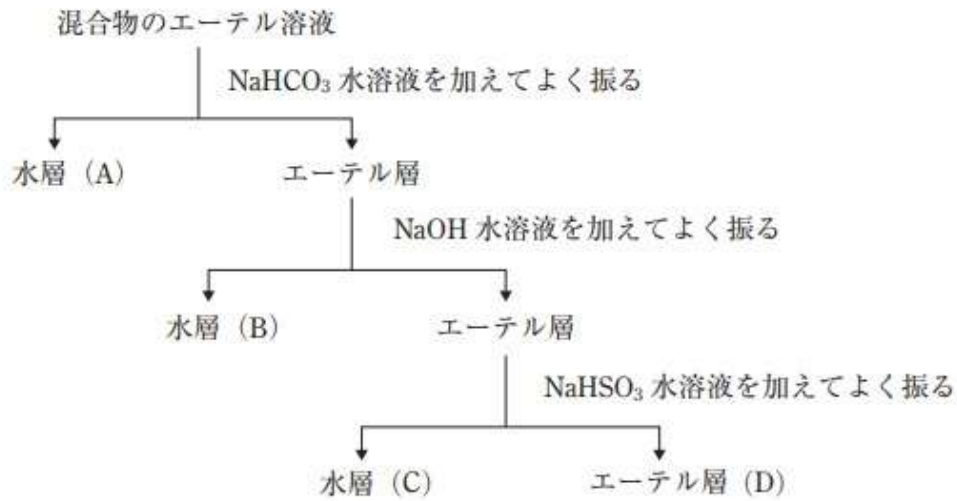 混合物のエーテル溶液
NaHCO₃ 水溶液を加えてよく振る
水層（A）
エーテル層
NaOH 水溶液を加えてよく振る
水層（B）
エーテル層
NaHSO₃ 水溶液を加えてよく振る
水層（C）
エーテル層（D）